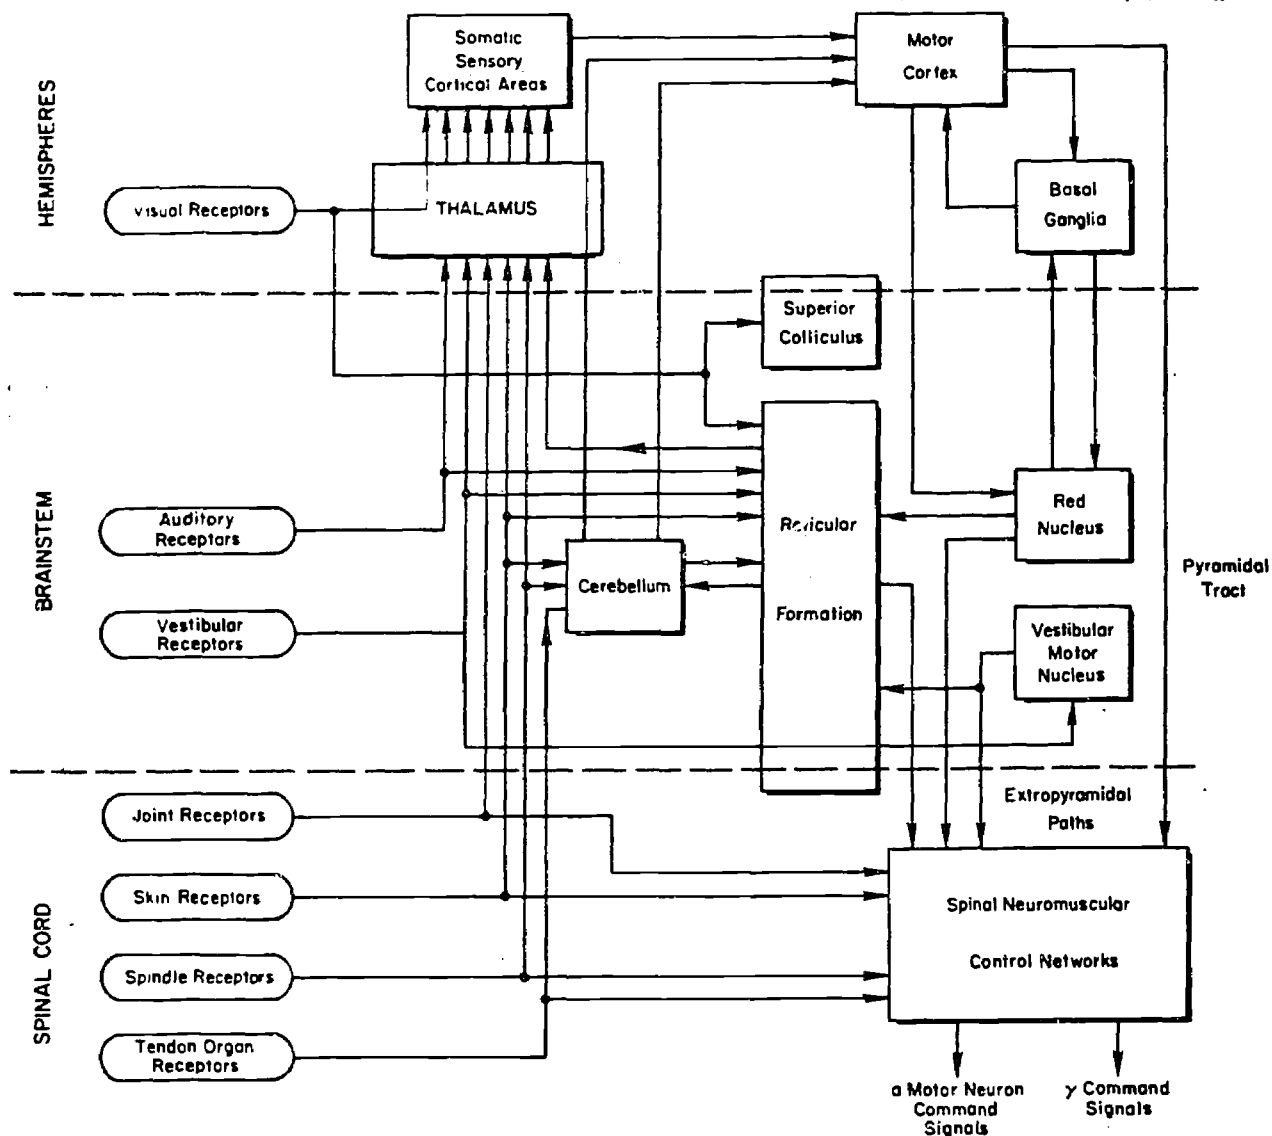 HEMISPHERES
Somatic
Sensory
Cortical Areas
Motor
Cortex
Visual Receptors
THALAMUS
Basal
Ganglia
BRAINSTEM
Superior
Colliculus
Auditory
Receptars
Reticular
Formation
Red
Nucleus
Cerebellum
Pyramidal
Tract
Vestibular
Receptors
Vestibular
Motor
Nucleus
SPINAL CORD
Joint Receptors
Extropyramidal
Paths
Skin Receptors
Spinal Neuromuscular
Control Networks
Spindle Receptors
Tendon Organ
Receptors
α Motor Neuron
Command
Signals
γ Command
Signals